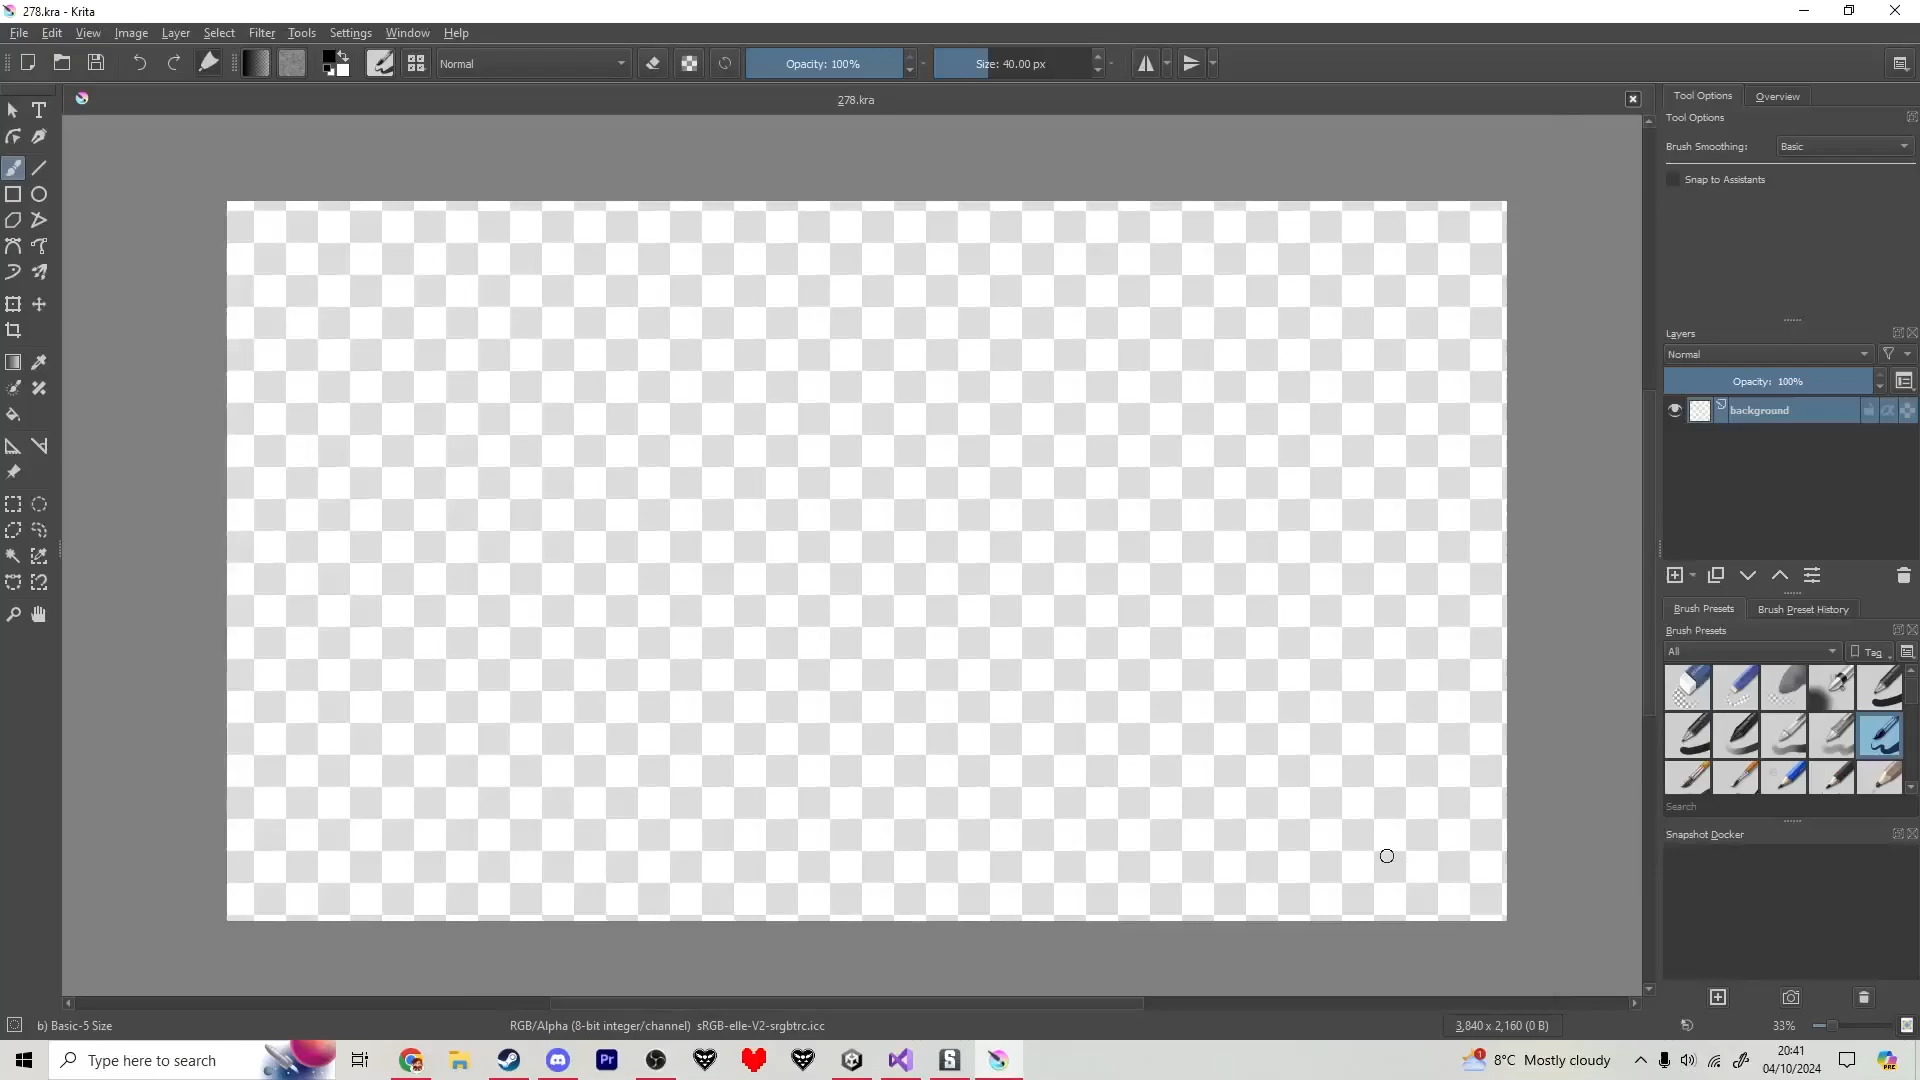 278.kra - Krita
File Edit View Image Layer Select Filter Tools Settings Window Help
Normal
Opacity: 100%
Size: 40.00 px
278.kra
Tool Options Overview
Tool Options
Brush Smoothing: Basic
Snap to Assistants
Layers
Normal
Opacity: 100%
background
Brush Presets Brush Preset History
Brush Presets
All Tag
Search
Snapshot Docker
b) Basic-5 Size RGB/Alpha (8-bit integer/channel) sRGB-elle-V2-srgbtrc.icc 3,840 x 2,160 (0 B) 33%
Type here to search
Pr
S
1
8°C Mostly cloudy
20:41
04/10/2024
PRE